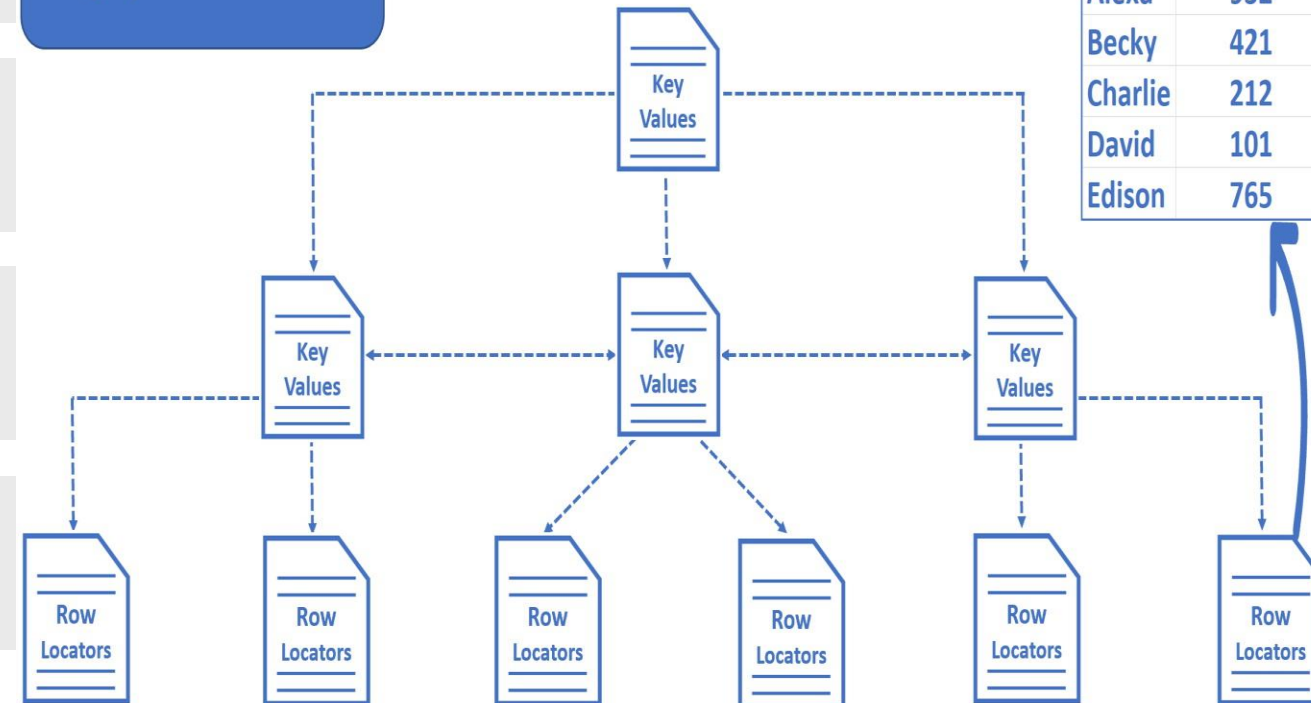 Key
Values
Becky 421
Charlie 212
David 101
Edison 765
Key
Values
Key
Values
Key
Values
Row
Locators
Row
Locators
Row
Locators
Row
Locators
Row
Locators
Row
Locators